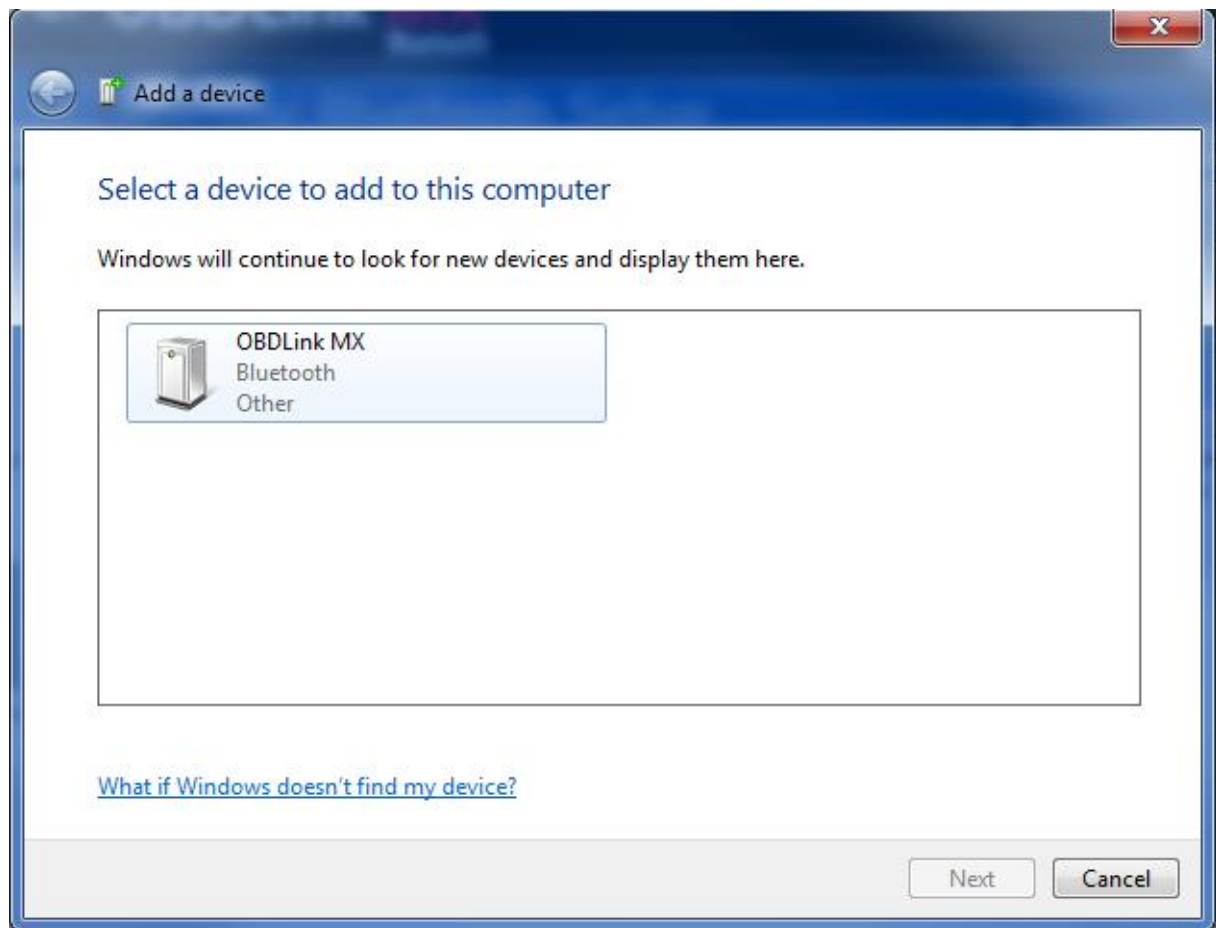 Add a device
Select a device to add to this computer
Windows will continue to look for new devices and display them here.
OBDLink MX
Bluetooth
Other
What if Windows doesn't find my device?
Next
Cancel